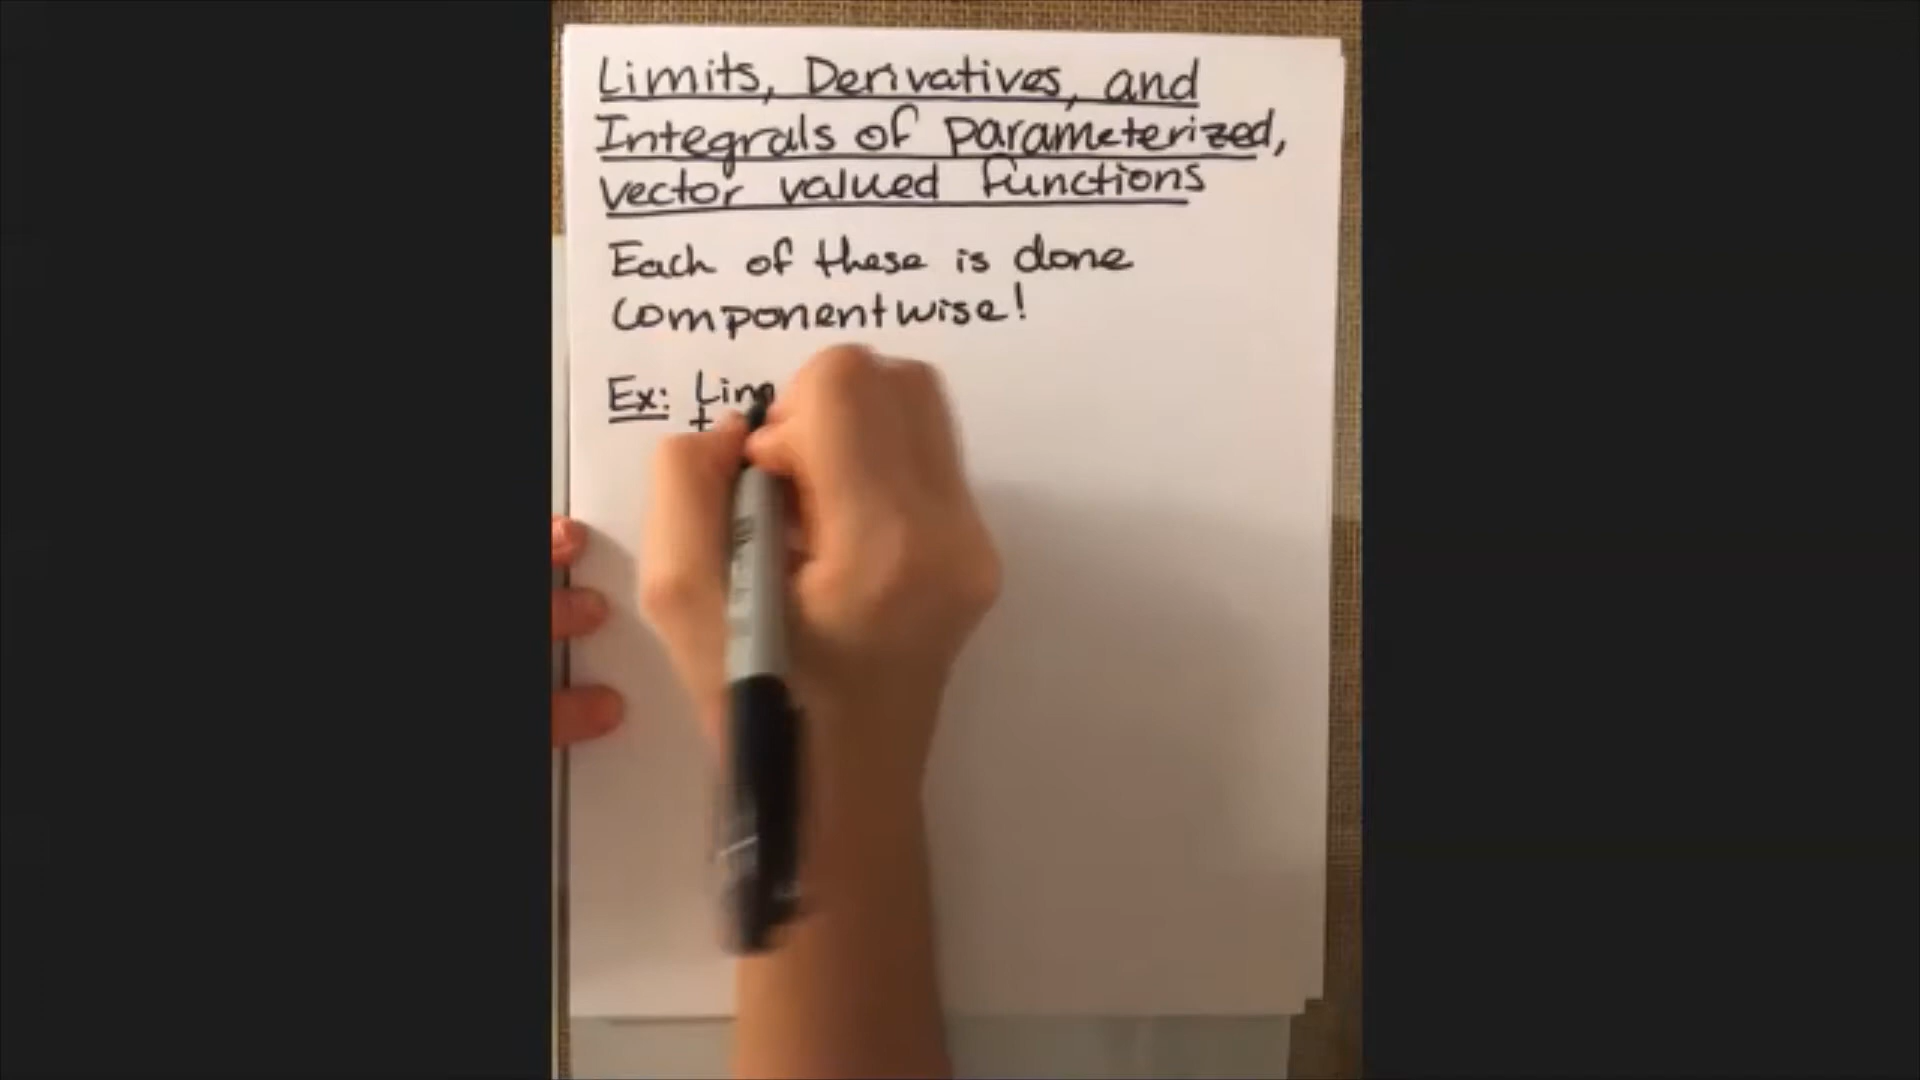 Limits, Derivatives, and
Integrals of parameterized,
vector valued functions
Each of these is done
componentwise!
Ex: Lim
t